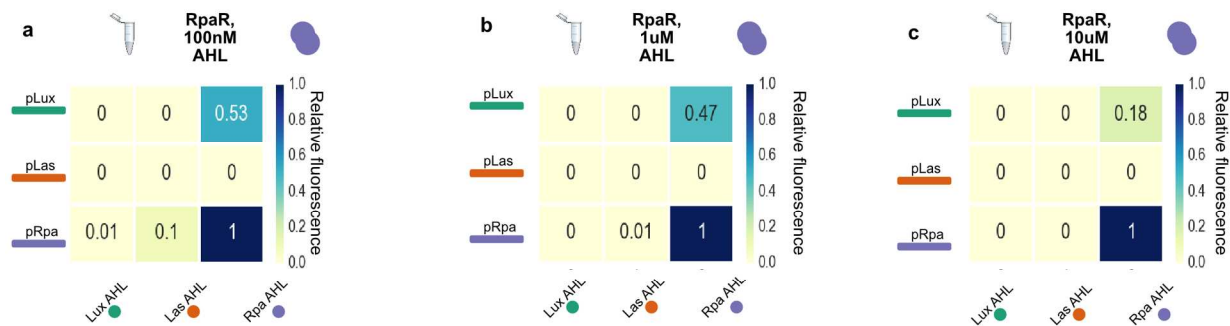 a
RpaR,
100nM
AHL
pLux
pLas
pRpa
0 0 0.53
0 0 0
0.01 0.1 1
1.0
0.8
0.6
0.4
0.2
0.0
Relative fluorescence
Lux AHL
Las AHL
Rpa AHL
b
RpaR,
1uM
AHL
pLux
pLas
pRpa
0 0 0.47
0 0 0
0 0.01 1
1.0
0.8
0.6
0.4
0.2
0.0
Relative fluorescence
Lux AHL
Las AHL
Rpa AHL
c
RpaR,
10uM
AHL
pLux
pLas
pRpa
0 0 0.18
0 0 0
0 0 1
1.0
0.8
0.6
0.4
0.2
0.0
Relative fluorescence
Lux AHL
Las AHL
Rpa AHL